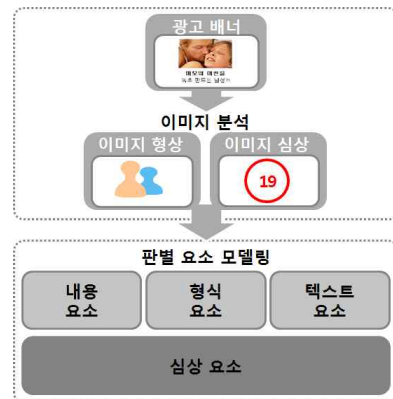 광고 배너
이미지 분석
이미지 형상
이미지 심상
19
판별 요소 모델링
내용
요소
형식
요소
텍스트
요소
심상 요소